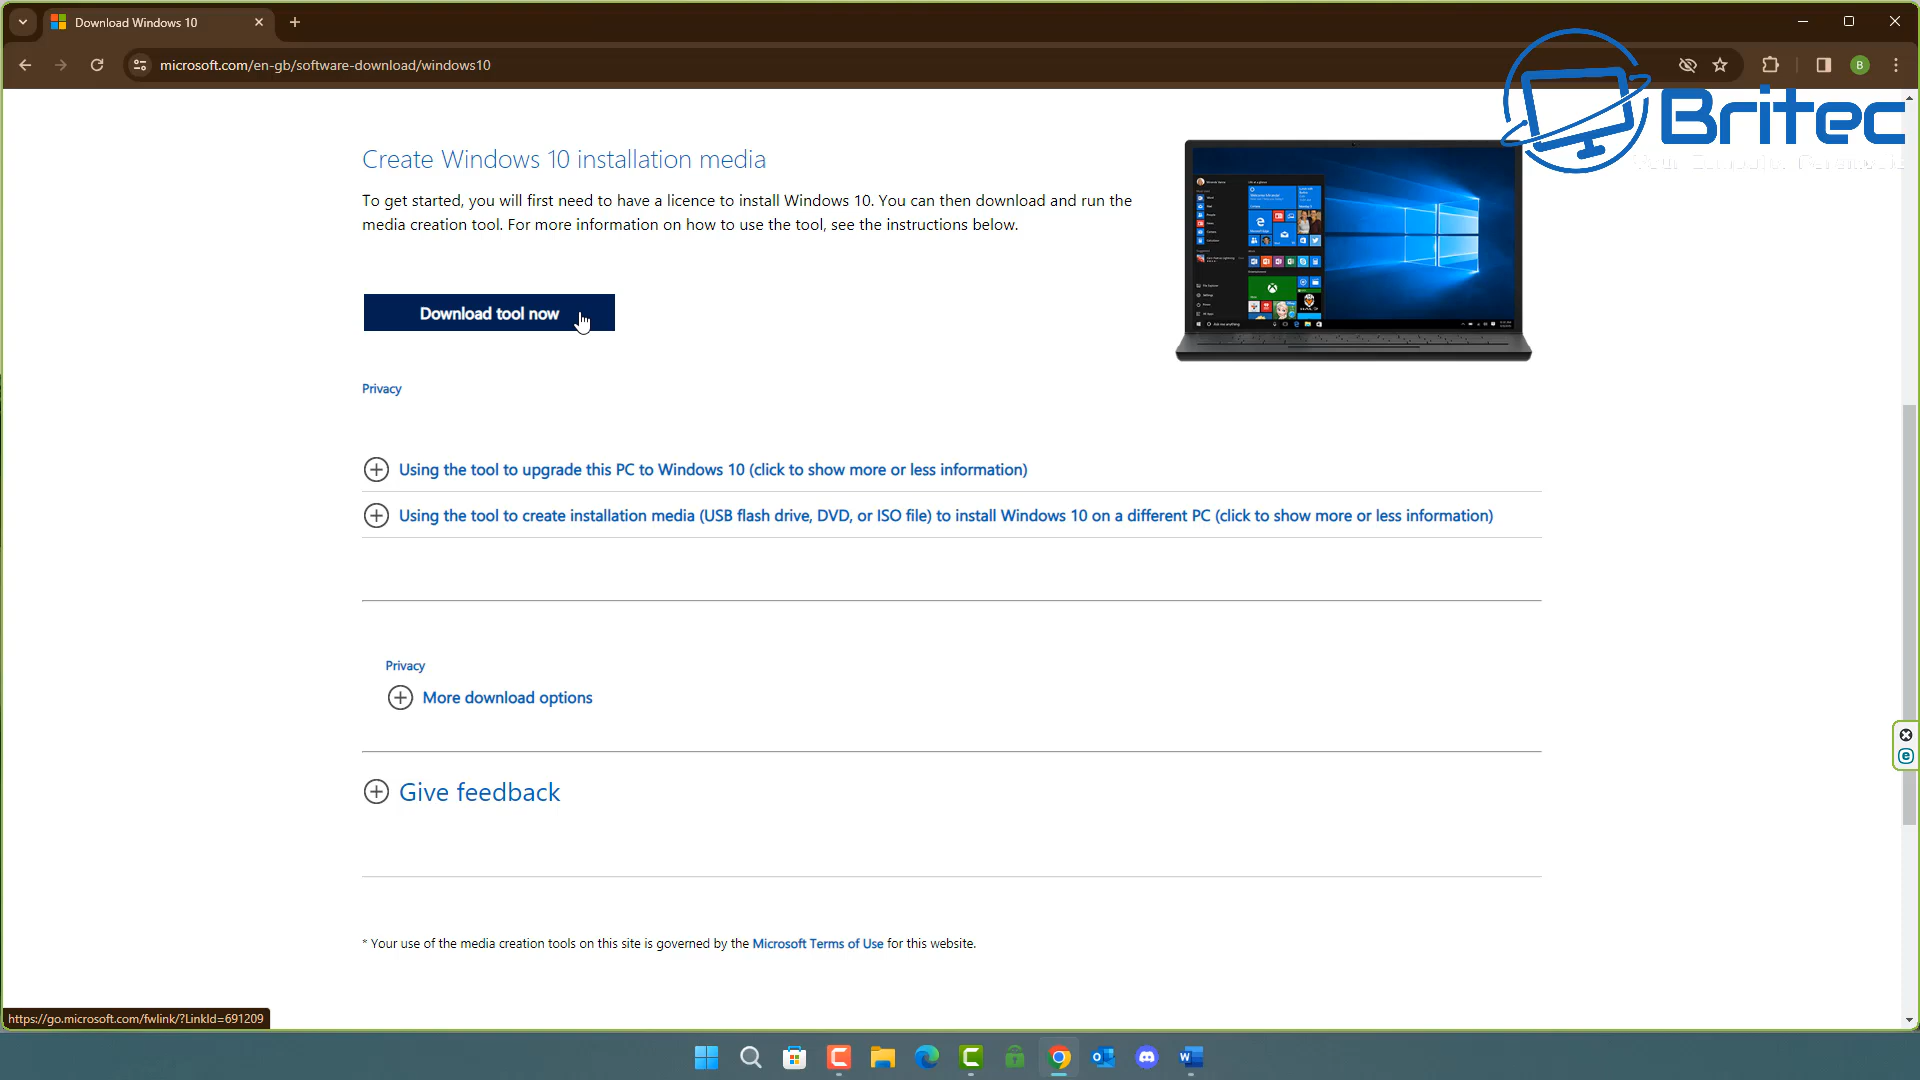 Download Windows 10
microsoft.com/en-gb/software-download/windows10
B
Britec
Create Windows 10 installation media
To get started, you will first need to have a licence to install Windows 10. You can then download and run the
media creation tool. For more information on how to use the tool, see the instructions below.
Download tool now
Privacy
Using the tool to upgrade this PC to Windows 10 (click to show more or less information)
Using the tool to create installation media (USB flash drive, DVD, or ISO file) to install Windows 10 on a different PC (click to show more or less information)
Privacy
More download options
Give feedback
* Your use of the media creation tools on this site is governed by the Microsoft Terms of Use for this website.
https://go.microsoft.com/fwlink/?LinkId=691209